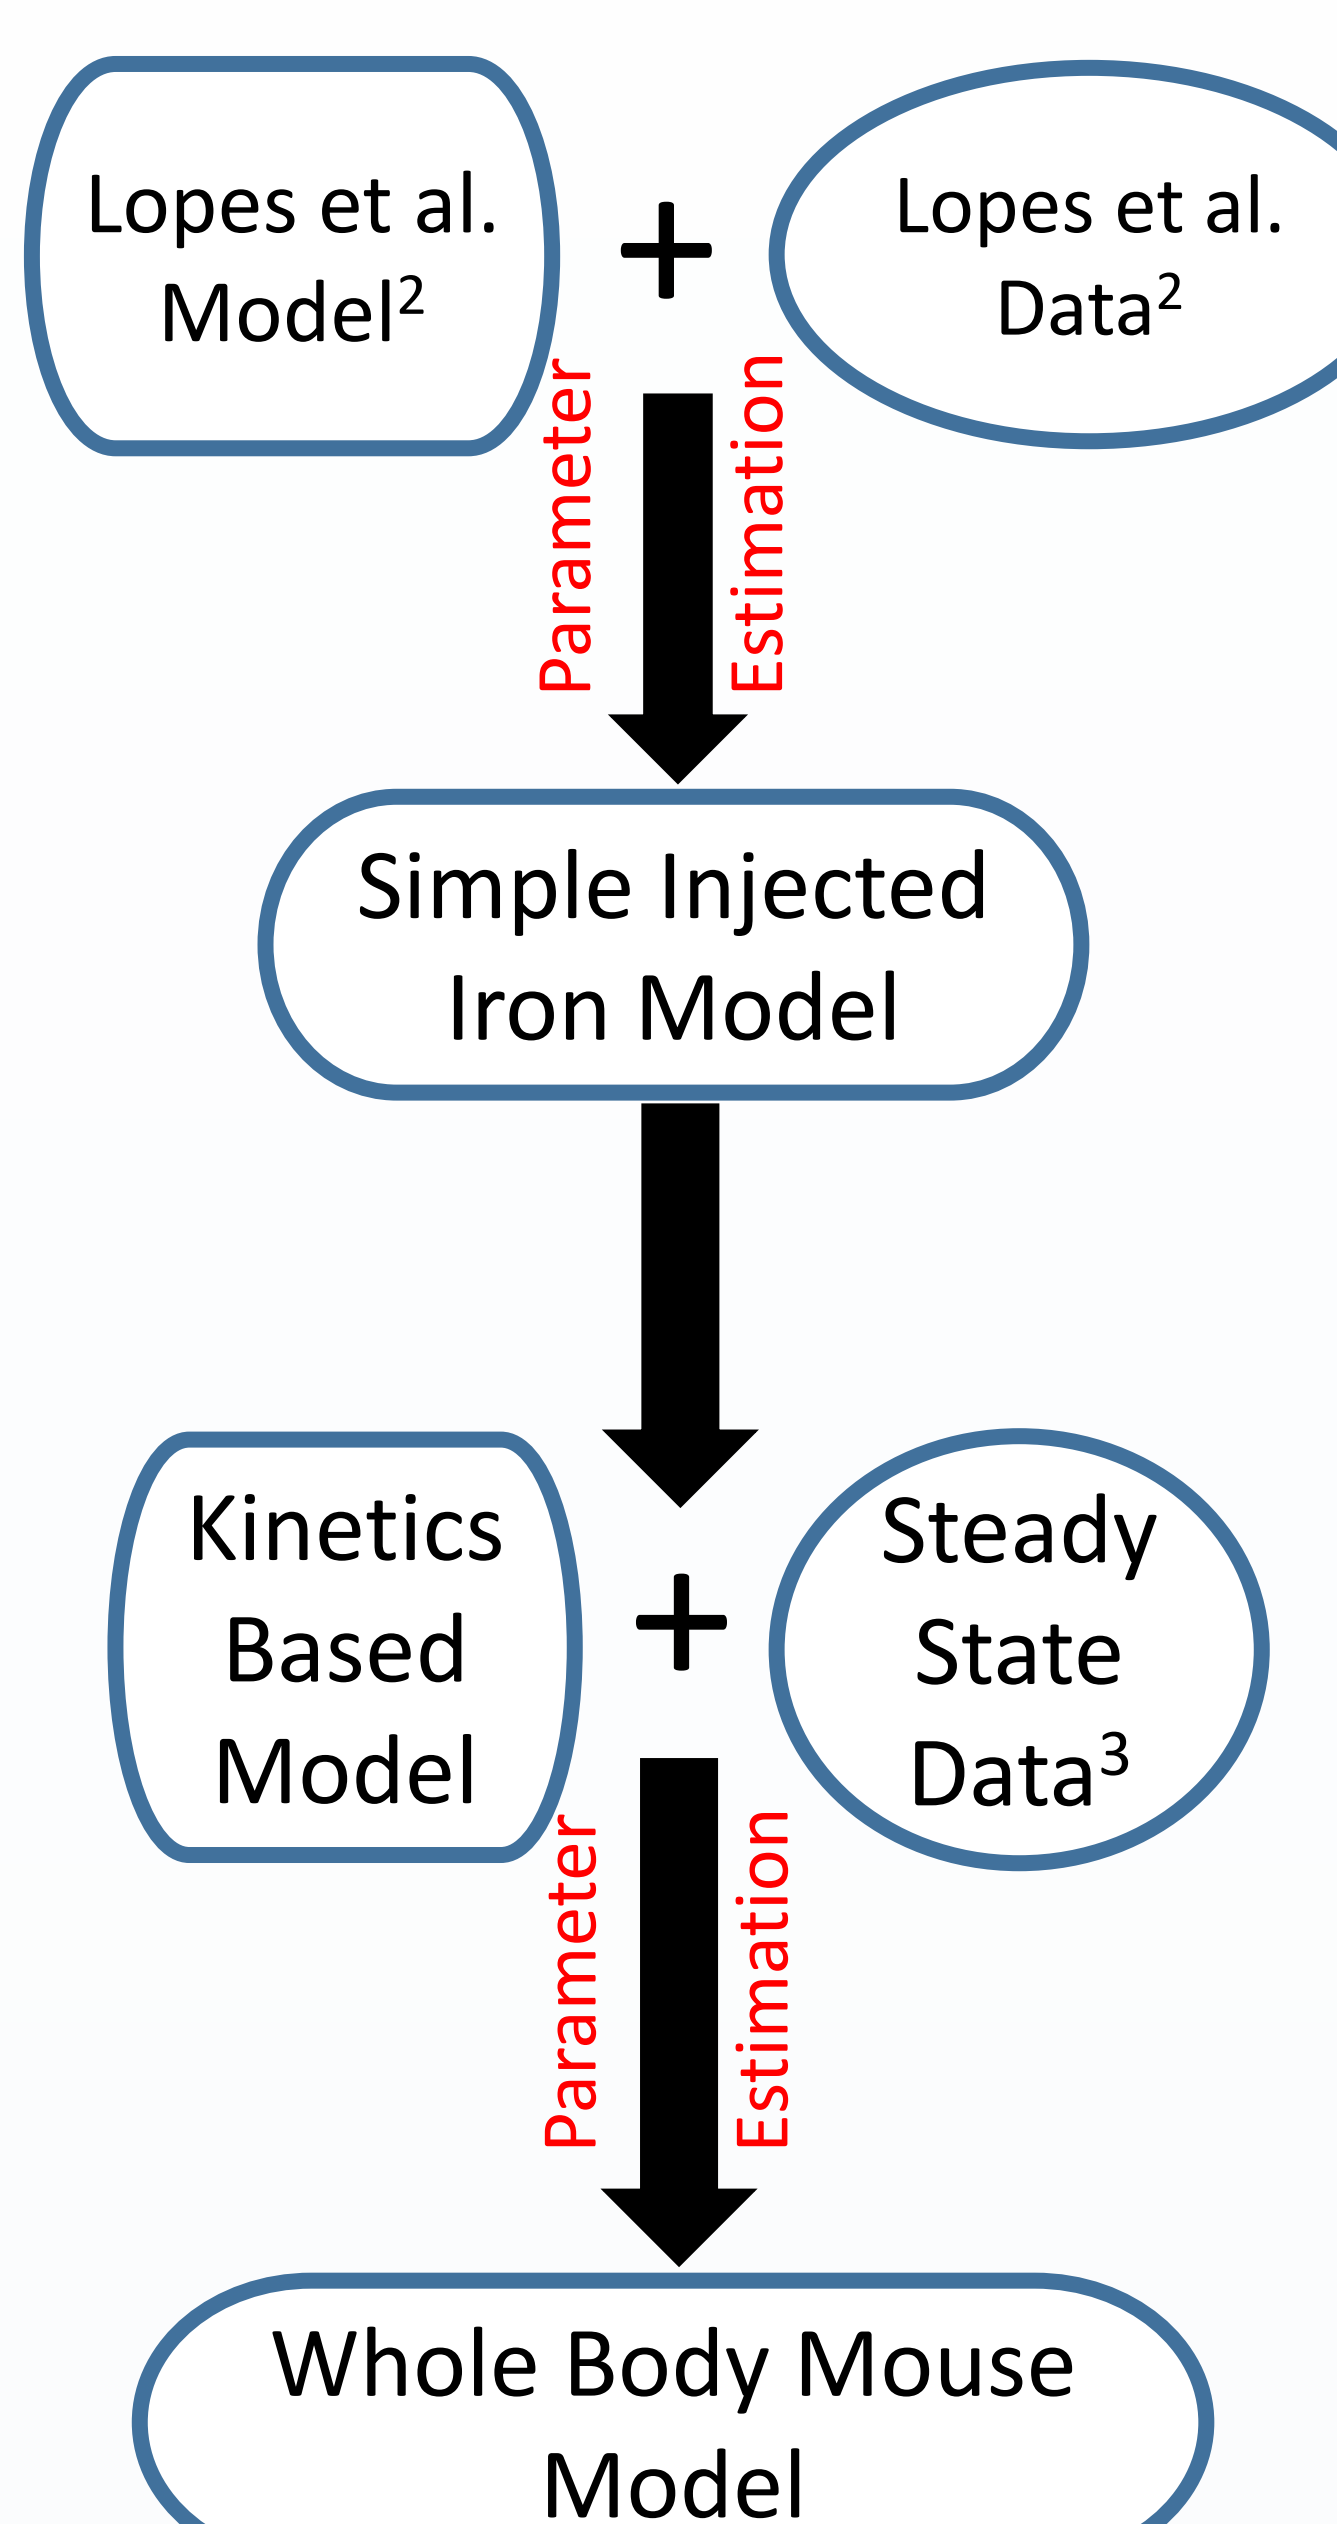 Lopes et al.
Model²
+
Lopes et al.
Data²
Parameter
Estimation
Simple Injected
Iron Model
Kinetics
Based
Model
+
Steady
State
Data³
Parameter
Estimation
Whole Body Mouse
Model